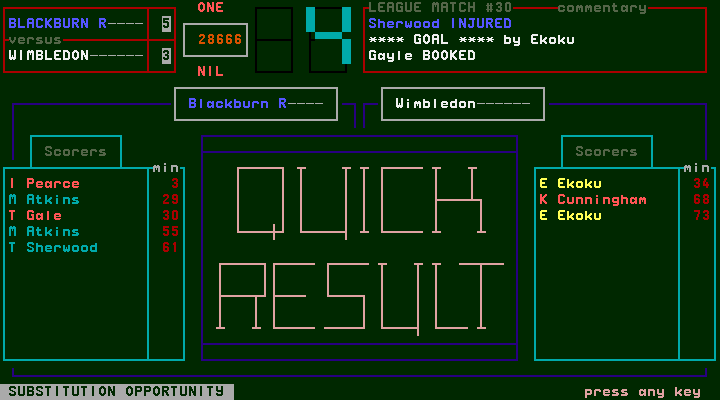 ONE
LEAGUE MATCH #30 commentary
BLACKBURN R 5
Sherwood INJURED
versus
28666
4
**** GOAL **** by Ekoku
WIMBLEDON 3
Gayle BOOKED
NIL
Blackburn R
Wimbledon
Scorers
Scorers
min
min
I Pearce 3
M Atkins 29
T Gale 30
M Atkins 55
T Sherwood 61
QUICK
RESULT
E Ekoku 34
K Cunningham 68
E Ekoku 73
SUBSTITUTION OPPORTUNITY
press any key